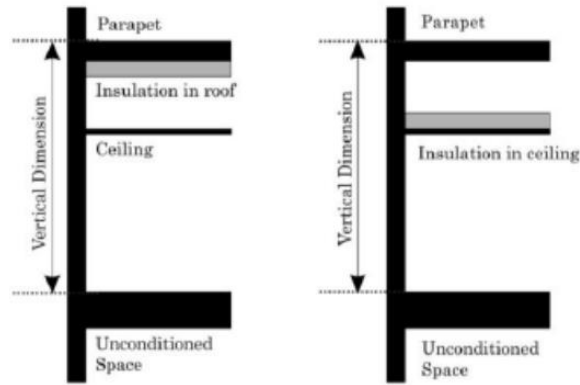 Parapet
Insulation in roof
Ceiling
Vertical Dimension
Unconditioned
Space
Parapet
Insulation in ceiling
Vertical Dimension
Unconditioned
Space